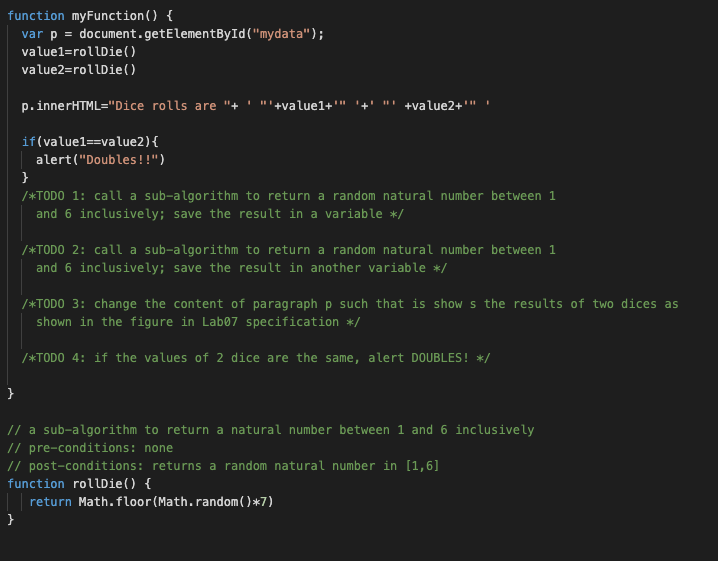 function myFunction() {
var p = document.getElementById("mydata");
value1=rollDie()
value2=rollDie()
p.innerHTML="Dice rolls are "+ ' "'+value1+'" '+' "' +value2+'" '
if(value1==value2){
alert("Doubles!!")
}
/*TODO 1: call a sub-algorithm to return a random natural number between 1
and 6 inclusively; save the result in a variable */
/*TODO 2: call a sub-algorithm to return a random natural number between 1
and 6 inclusively; save the result in another variable */
/*TODO 3: change the content of paragraph p such that is show s the results of two dices as
shown in the figure in Lab07 specification */
/*TODO 4: if the values of 2 dice are the same, alert DOUBLES! */
}
// a sub-algorithm to return a natural number between 1 and 6 inclusively
// pre-conditions: none
// post-conditions: returns a random natural number in [1,6]
function rollDie() {
return Math.floor(Math.random()*7)
}